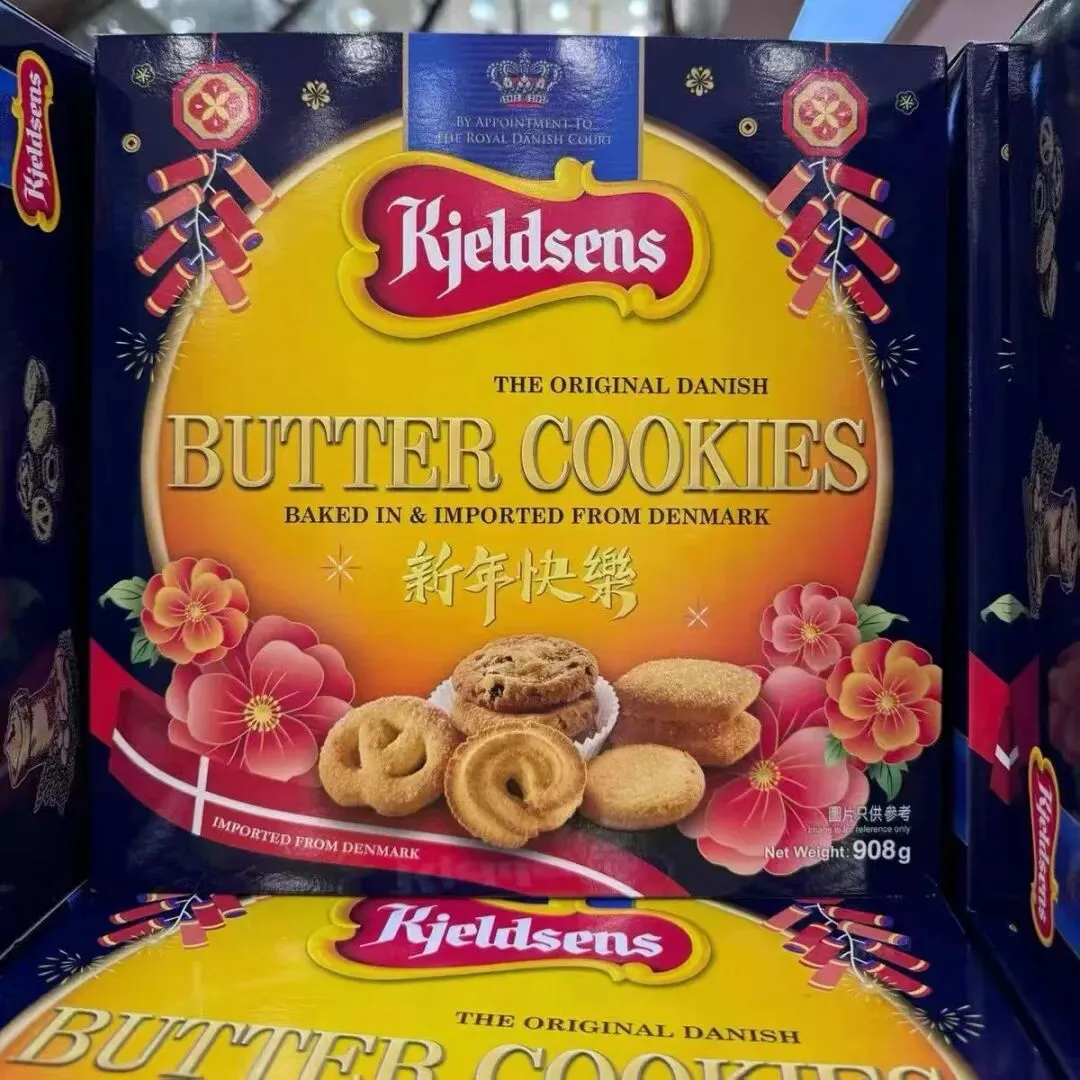 Kjeldsens
BY APPOINTMENT TO
THE ROYAL DANISH COURT
Kjeldsens
THE ORIGINAL DANISH
BUTTER COOKIES
BAKED IN & IMPORTED FROM DENMARK
新年快樂
圖片只供參考
Image is for reference only
Net Weight: 908g
IMPORTED FROM DENMARK
Kjeldsens
Kjeldsens
THE ORIGINAL DANISH
BUTTER COOKIES